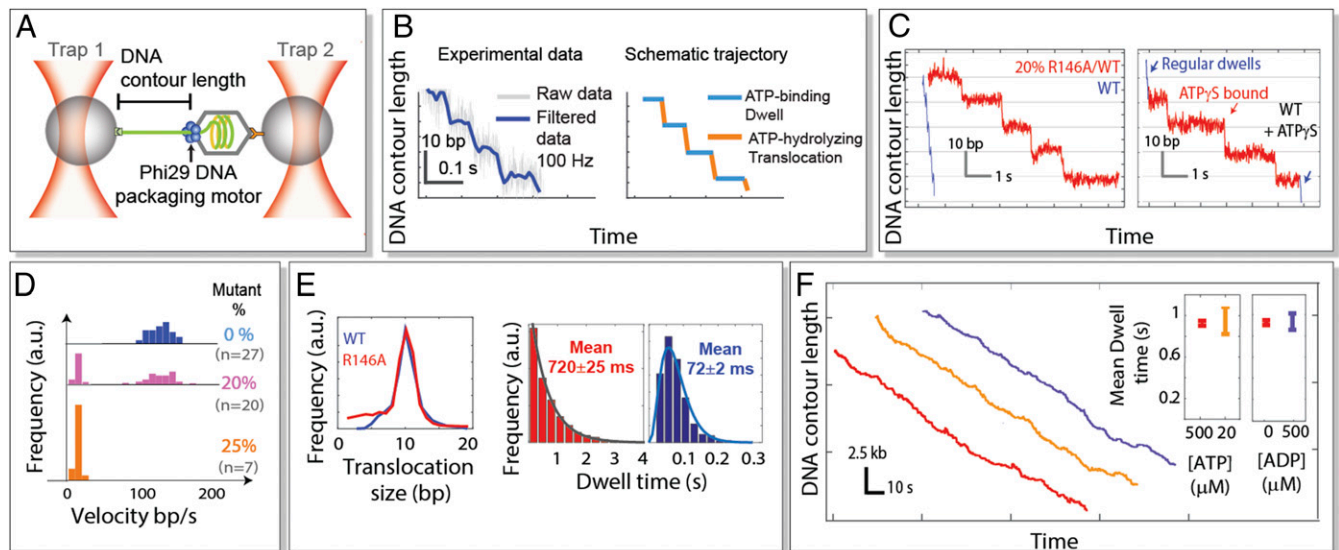 A
Trap 1
Trap 2
DNA
contour length
Phi29 DNA
packaging motor
B
DNA contour length
Experimental data
Raw data
Filtered
data
100 Hz
10 bp
0.1 s
Schematic trajectory
ATP-binding
Dwell
ATP-hydrolyzing
Translocation
Time
C
DNA contour length
20% R146A/WT
WT
10 bp
1 s
Regular dwells
ATPγS bound
WT
+ ATPγS
10 bp
1 s
Time
D
Frequency (a.u.)
Mutant
%
0 %
(n=27)
20%
(n=20)
25%
(n=7)
0 100 200
Velocity bp/s
E
Frequency (a.u.)
WT
R146A
0 10 20
Translocation
size (bp)
Frequency (a.u.)
Mean
720±25 ms
1 2 3 4
Mean
72±2 ms
0.1 0.2 0.3
Dwell time (s)
F
DNA contour length
2.5 kb
10 s
Time
Mean Dwell
time (s)
1
0.6
0.2
500 20
[ATP]
(μM)
0 500
[ADP]
(μM)